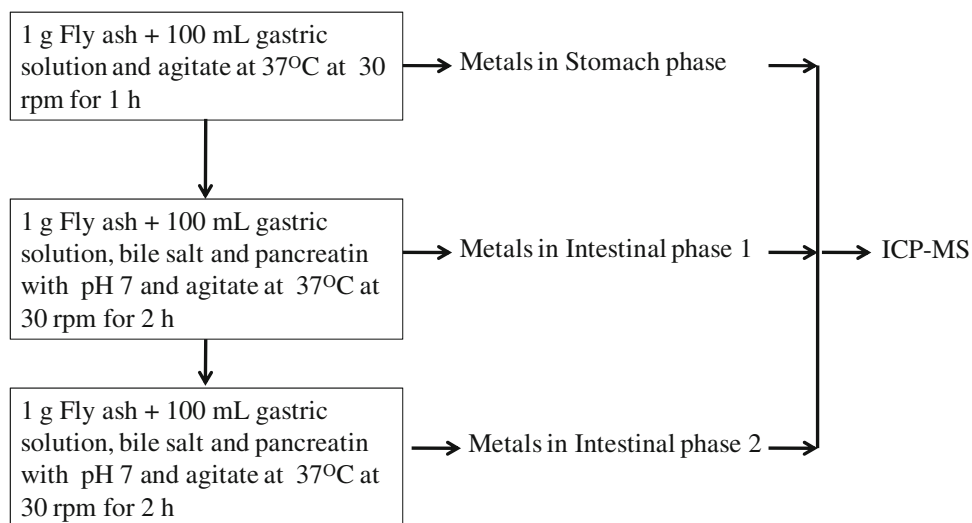 1 g Fly ash + 100 mL gastric
solution and agitate at 37ᴼC at 30
rpm for 1 h
Metals in Stomach phase
1 g Fly ash + 100 mL gastric
solution, bile salt and pancreatin
with pH 7 and agitate at 37ᴼC at
30 rpm for 2 h
Metals in Intestinal phase 1
ICP-MS
1 g Fly ash + 100 mL gastric
solution, bile salt and pancreatin
with pH 7 and agitate at 37ᴼC at
30 rpm for 2 h
Metals in Intestinal phase 2